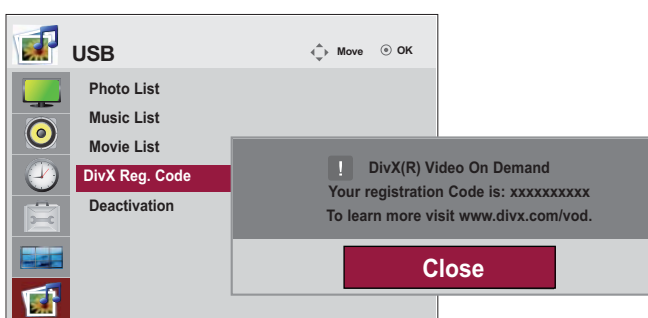 USB
Move OK
Photo List
Music List
Movie List
DivX Reg. Code
Deactivation
! DivX(R) Video On Demand
Your registration Code is: xxxxxxxxxx
To learn more visit www.divx.com/vod.
Close